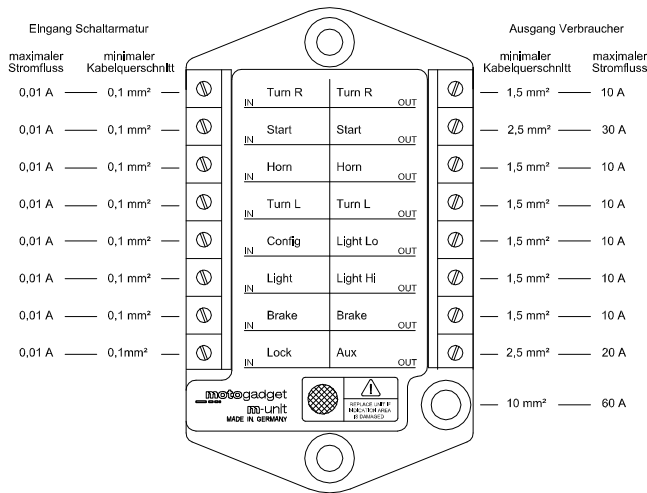 Eingang Schaltarmatur
Ausgang Verbraucher
maximaler Stromfluss
minimaler Kabelquerschnitt
minimaler Kabelquerschnitt
maximaler Stromfluss
0,01 A 0,1 mm² IN Turn R Turn R OUT 1,5 mm² 10 A
0,01 A 0,1 mm² IN Start Start OUT 2,5 mm² 30 A
0,01 A 0,1 mm² IN Horn Horn OUT 1,5 mm² 10 A
0,01 A 0,1 mm² IN Turn L Turn L OUT 1,5 mm² 10 A
0,01 A 0,1 mm² IN Config Light Lo OUT 1,5 mm² 10 A
0,01 A 0,1 mm² IN Light Light Hi OUT 1,5 mm² 10 A
0,01 A 0,1 mm² IN Brake Brake OUT 1,5 mm² 10 A
0,01 A 0,1mm² IN Lock Aux OUT 2,5 mm² 20 A
motogadget
m-unit
MADE IN GERMANY
REPLACE UNIT IF
INDICATION AREA
IS DAMAGED
10 mm² 60 A